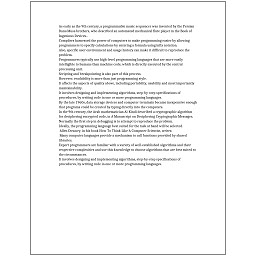 as early as the 9th century, a programmable music sequencer was invented by the Persian
Banu Musa brothers, who described an automated mechanical flute player in the Book of
Ingenious Devices.
Compilers harnessed the power of computers to make programming easier by allowing
programmers to specify calculations by entering a formula using infix notation.
Also, specific user environment and usage history can make it difficult to reproduce the
problem.
Programmers typically use high-level programming languages that are more easily
intelligible to humans than machine code, which is directly executed by the central
processing unit.
Scripting and breakpointing is also part of this process.
However, readability is more than just programming style.
It affects the aspects of quality above, including portability, usability and most importantly
maintainability.
It involves designing and implementing algorithms, step-by-step specifications of
procedures, by writing code in one or more programming languages.
By the late 1960s, data storage devices and computer terminals became inexpensive enough
that programs could be created by typing directly into the computers.
In the 9th century, the Arab mathematician Al-Kindi described a cryptographic algorithm
for deciphering encrypted code, in A Manuscript on Deciphering Cryptographic Messages.
Normally the first step in debugging is to attempt to reproduce the problem.
Ideally, the programming language best suited for the task at hand will be selected.
Allen Downey, in his book How To Think Like A Computer Scientist, writes:
Many computer languages provide a mechanism to call functions provided by shared
libraries.
Expert programmers are familiar with a variety of well-established algorithms and their
respective complexities and use this knowledge to choose algorithms that are best suited to
the circumstances.
It involves designing and implementing algorithms, step-by-step specifications of
procedures, by writing code in one or more programming languages.